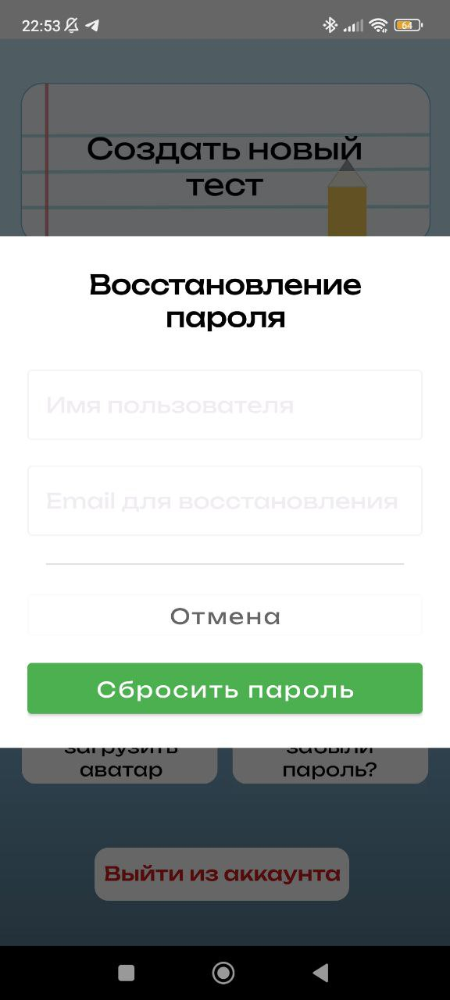 22:53
64
Создать новый
тест
Восстановление
пароля
Имя пользователя
Email для восстановления
Отмена
Сбросить пароль
загрузить
забыли
аватар
пароль?
Выйти из аккаунта